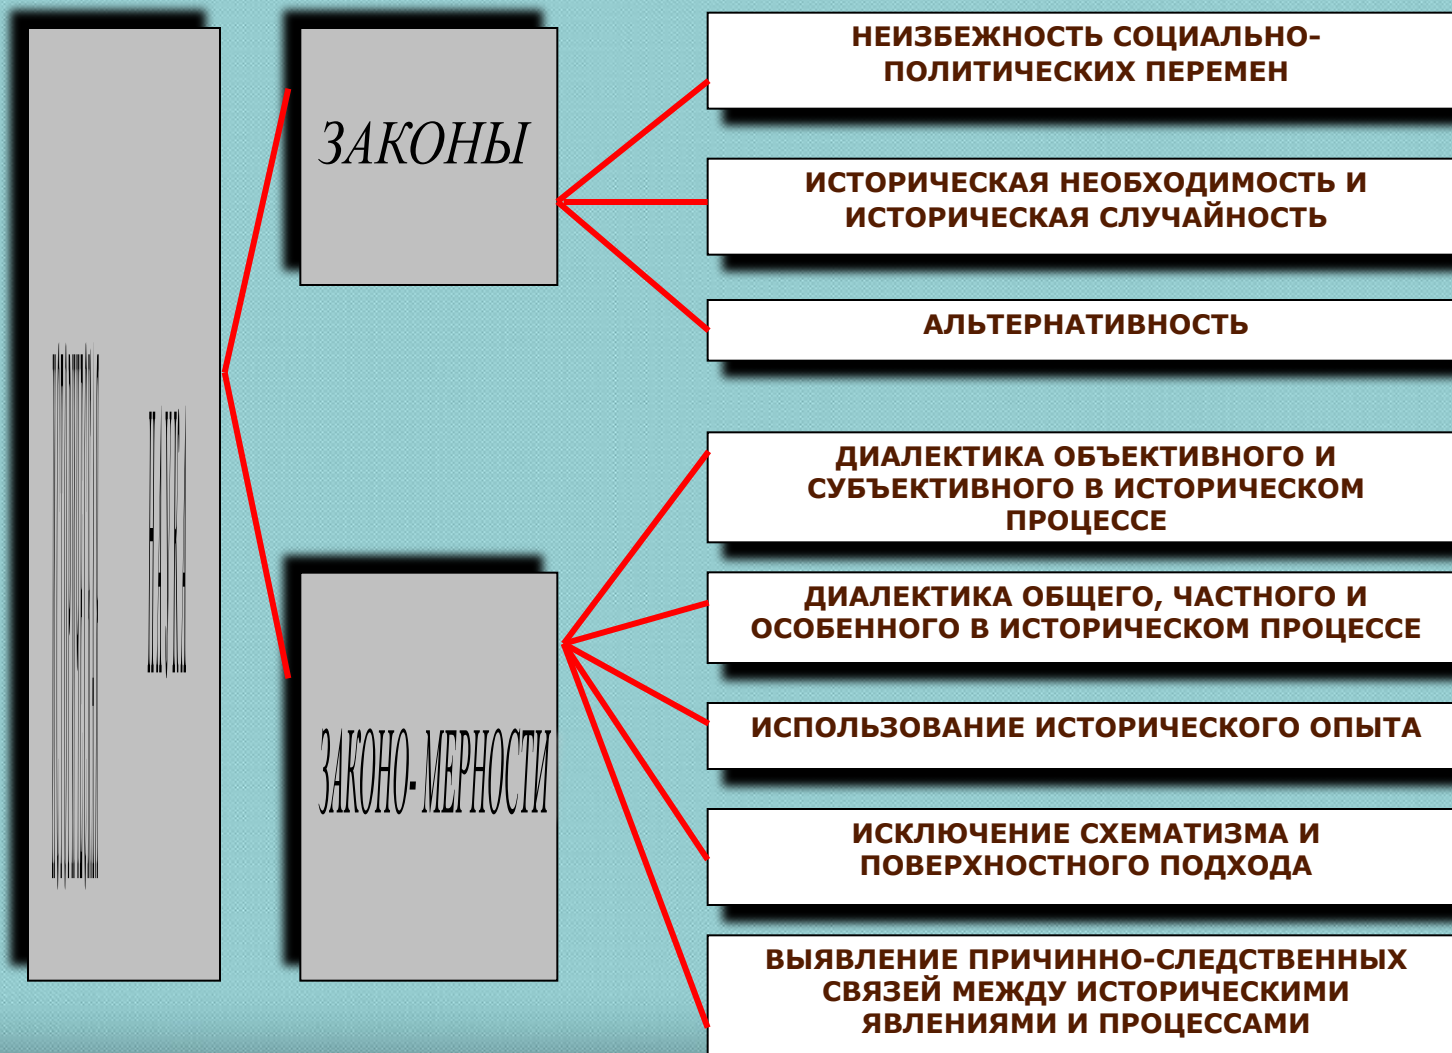 НАУКА
ЗАКОНЫ
НЕИЗБЕЖНОСТЬ СОЦИАЛЬНО-
ПОЛИТИЧЕСКИХ ПЕРЕМЕН
ИСТОРИЧЕСКАЯ НЕОБХОДИМОСТЬ И
ИСТОРИЧЕСКАЯ СЛУЧАЙНОСТЬ
АЛЬТЕРНАТИВНОСТЬ
ЗАКОНО- МЕРНОСТИ
ДИАЛЕКТИКА ОБЪЕКТИВНОГО И
СУБЪЕКТИВНОГО В ИСТОРИЧЕСКОМ
ПРОЦЕССЕ
ДИАЛЕКТИКА ОБЩЕГО, ЧАСТНОГО И
ОСОБЕННОГО В ИСТОРИЧЕСКОМ ПРОЦЕССЕ
ИСПОЛЬЗОВАНИЕ ИСТОРИЧЕСКОГО ОПЫТА
ИСКЛЮЧЕНИЕ СХЕМАТИЗМА И
ПОВЕРХНОСТНОГО ПОДХОДА
ВЫЯВЛЕНИЕ ПРИЧИННО-СЛЕДСТВЕННЫХ
СВЯЗЕЙ МЕЖДУ ИСТОРИЧЕСКИМИ
ЯВЛЕНИЯМИ И ПРОЦЕССАМИ